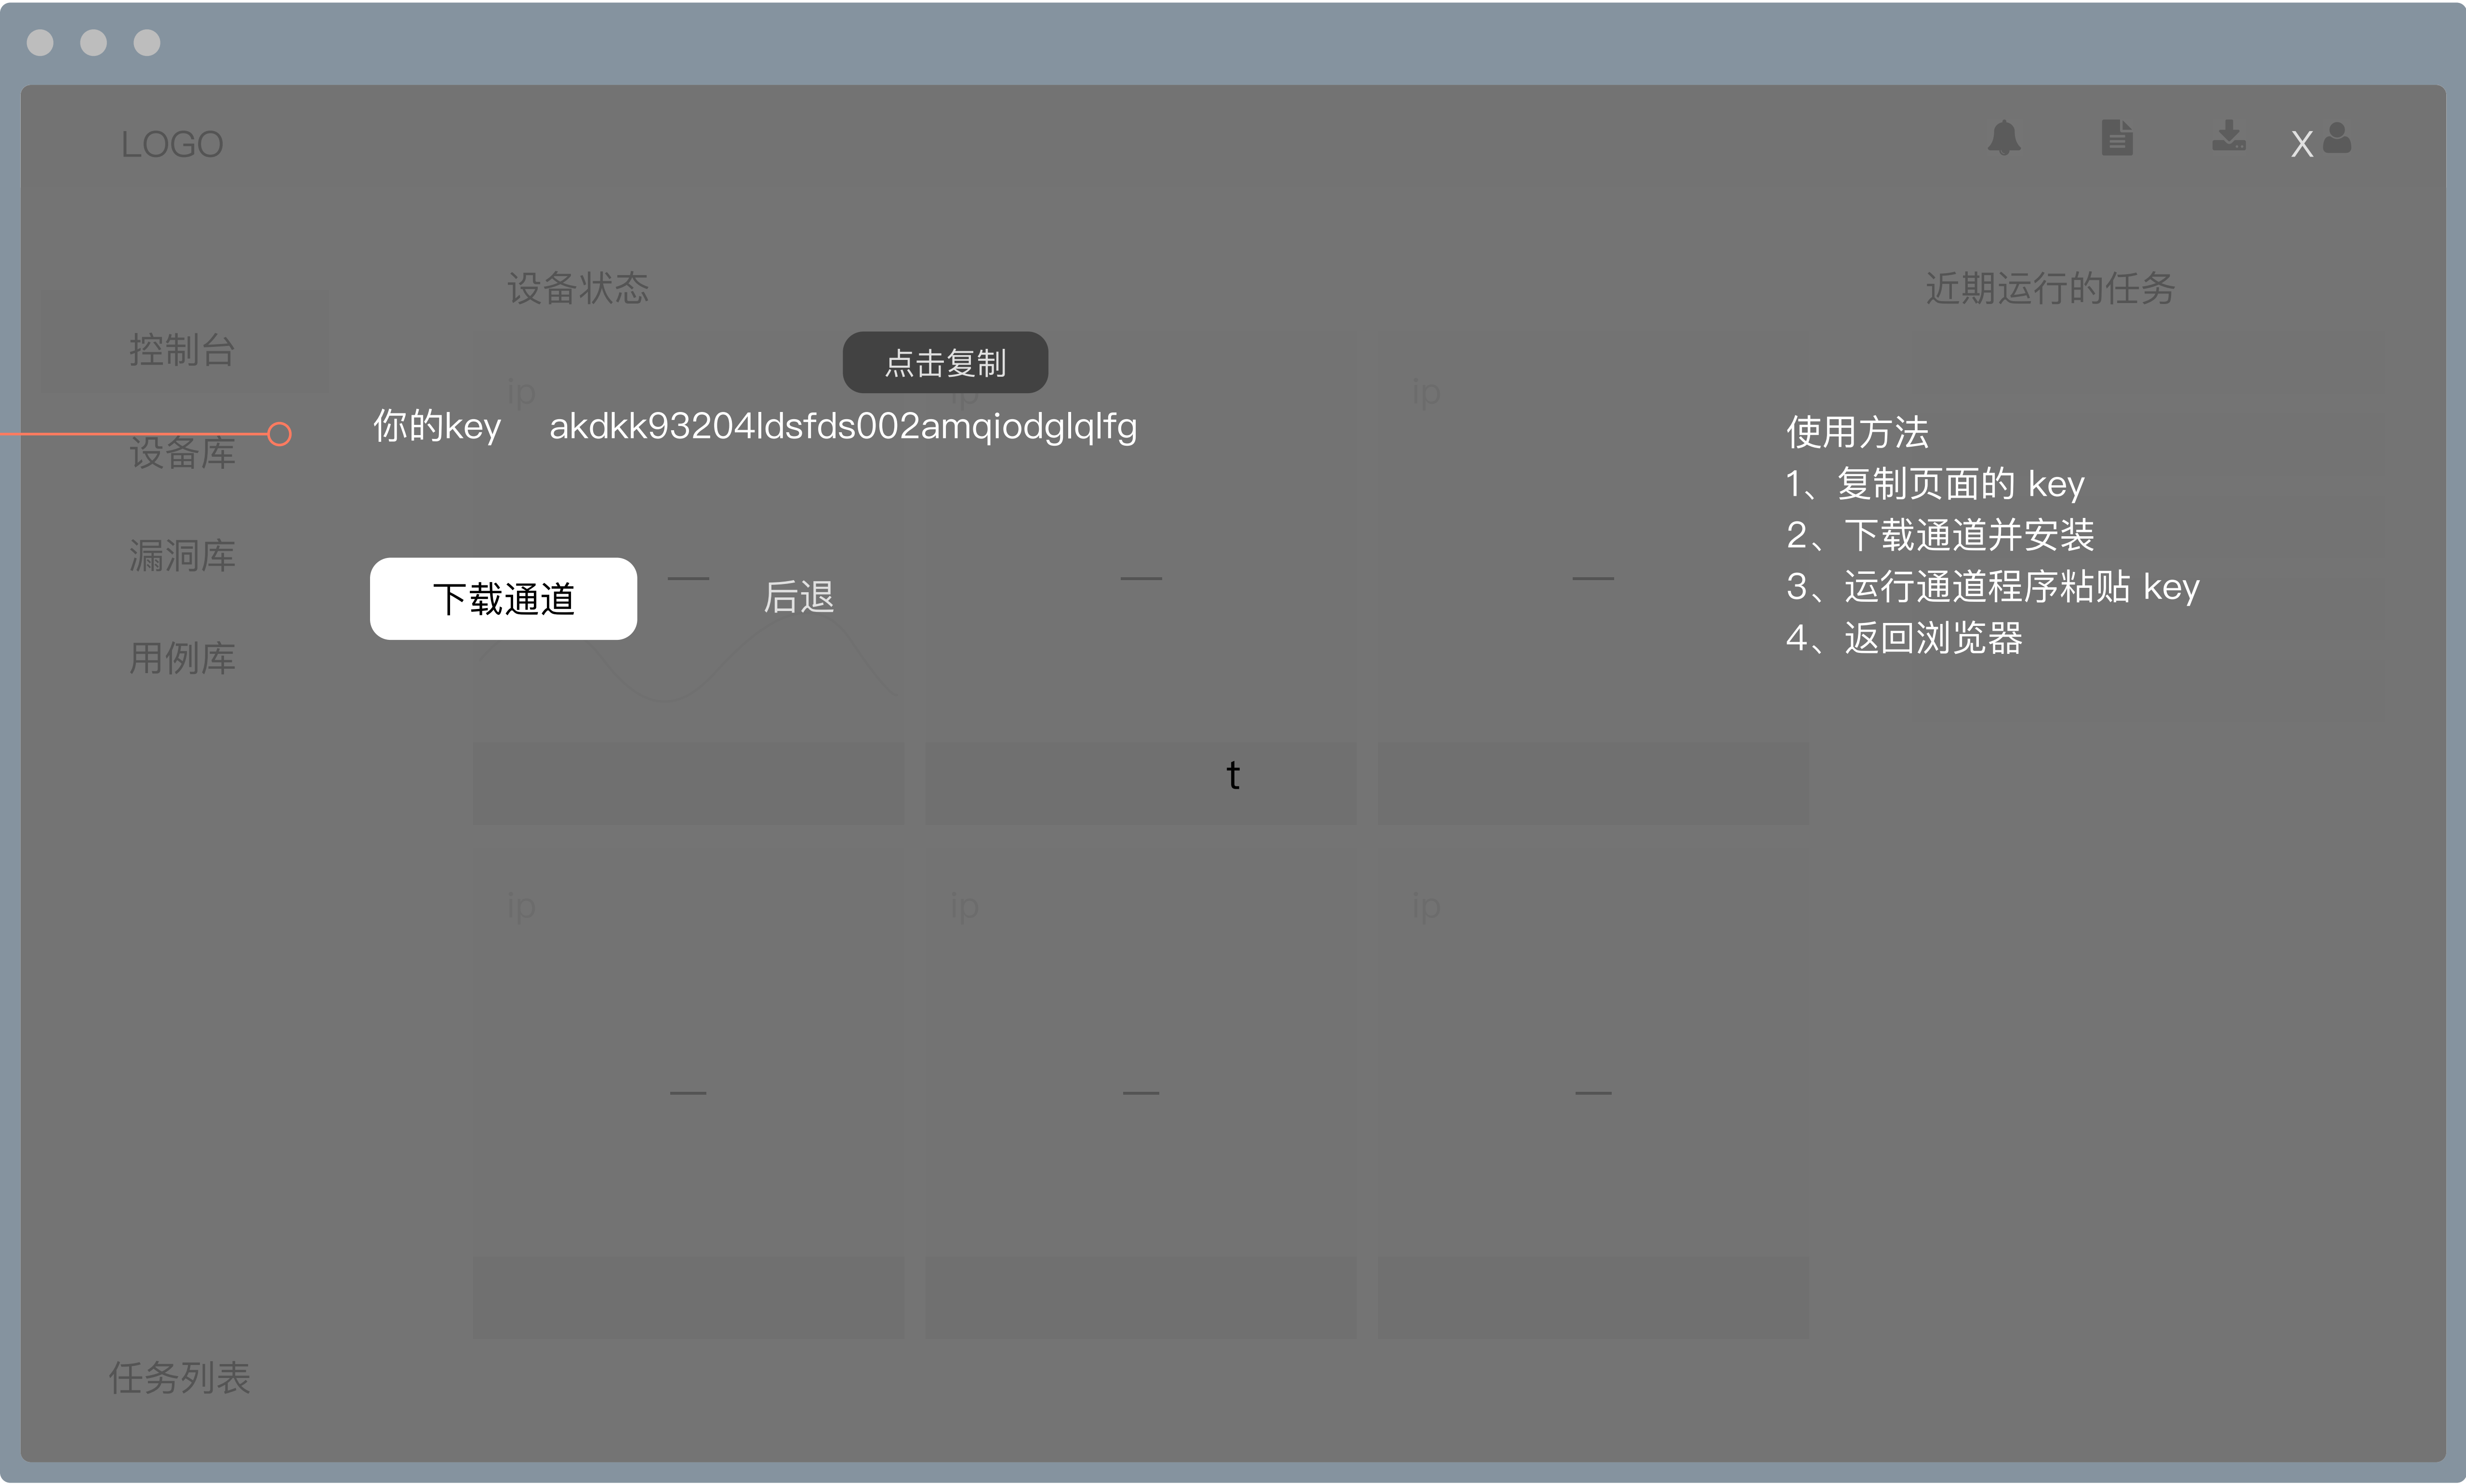 LOGO
X
设备状态
近期运行的任务
控制台
点击复制
ip
ip
ip
你的key akdkk93204ldsfds002amqiodglqlfg
使用方法
设备库
1、复制页面的 key
2、下载通道并安装
漏洞库
下载通道
后退
3、运行通道程序粘贴 key
4、返回浏览器
用例库
t
ip
ip
ip
任务列表